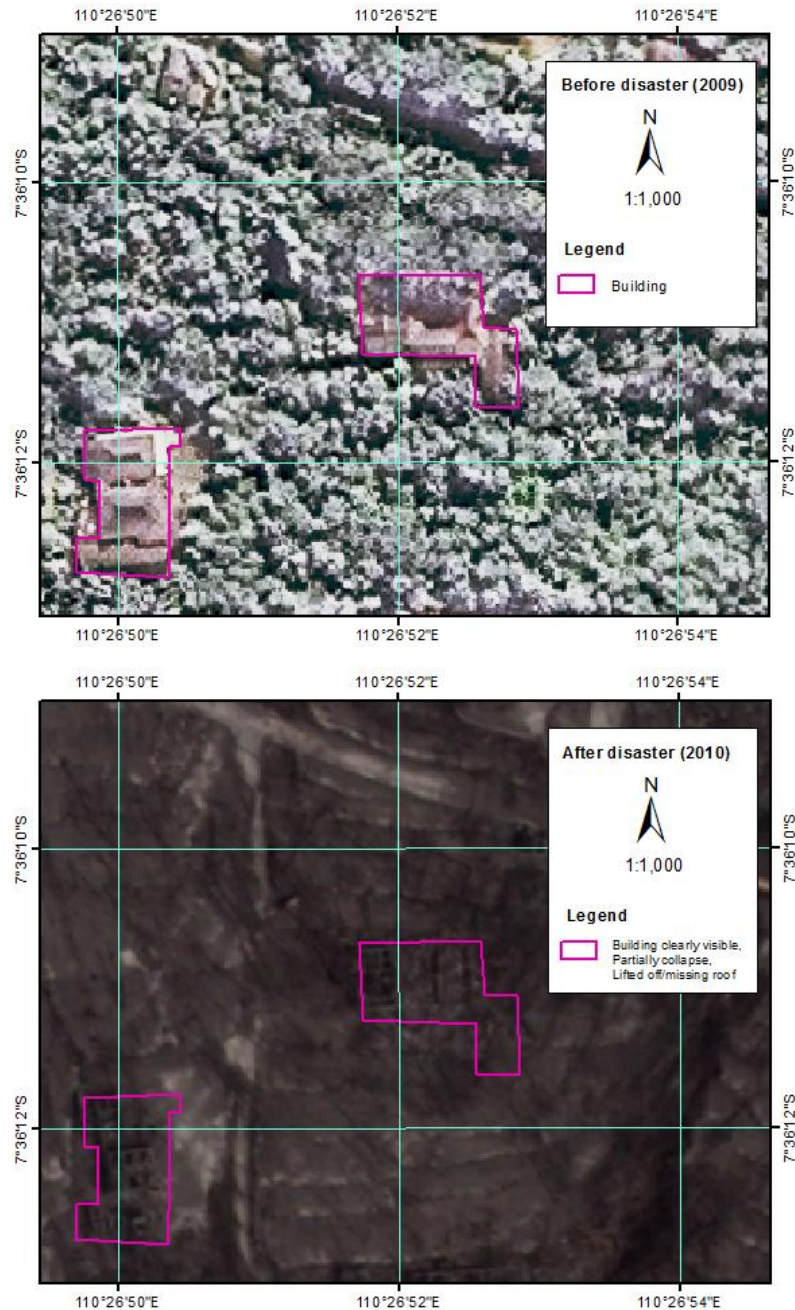 110°26'50"E 110°26'52"E 110°26'54"E
Before disaster (2009)
N
7°36'10"S 7°36'10"S
1:1,000
Legend
Building
7°36'12"S 7°36'12"S
110°26'50"E 110°26'52"E 110°26'54"E
110°26'50"E 110°26'52"E 110°26'54"E
After disaster (2010)
N
7°36'10"S 7°36'10"S
1:1,000
Legend
Building clearly visible,
Partially collapse,
Lifted off/missing roof
7°36'12"S 7°36'12"S
110°26'50"E 110°26'52"E 110°26'54"E